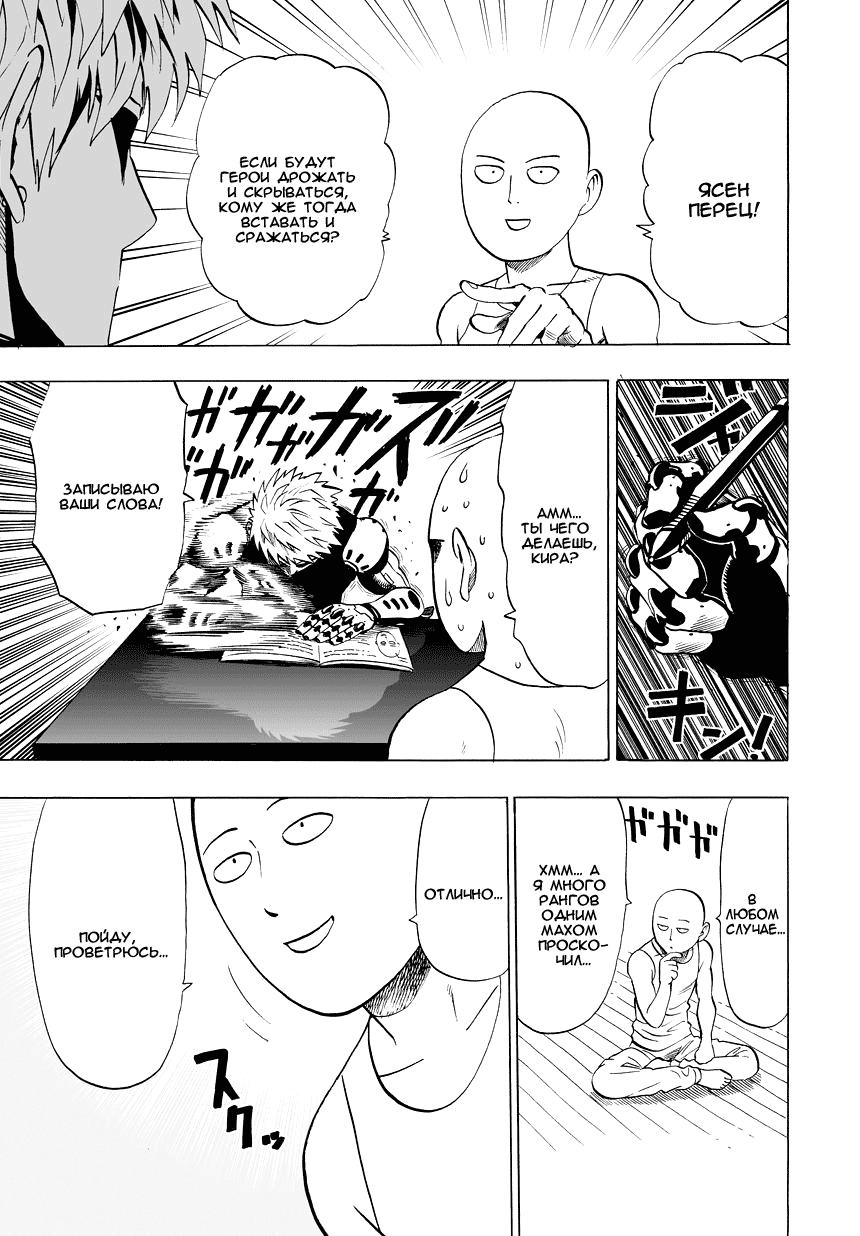 ЯСЕН
ПЕРЕЦ!
ЕСЛИ БУДУТ
ГЕРОИ ДРОЖАТЬ
И СКРЫВАТЬСЯ,
КОМУ ЖЕ ТОГДА
ВСТАВАТЬ И
СРАЖАТЬСЯ?
ジャ
キン!
АММ...
ТЫ ЧЕГО
ДЕЛАЕШЬ,
КИРА?
ガガガガガガズ
ЗАПИСЫВАЮ
ВАШИ СЛОВА!
В
ЛЮБОМ
СЛУЧАЕ...
ガガガ
ХММ... А
Я МНОГО
РАНГОВ
ОДНИМ
МАХОМ
ПРОСКО-
ЧИЛ...
ОТЛИЧНО...
スクッ
ПОЙДУ,
ПРОВЕТРЮСЬ...